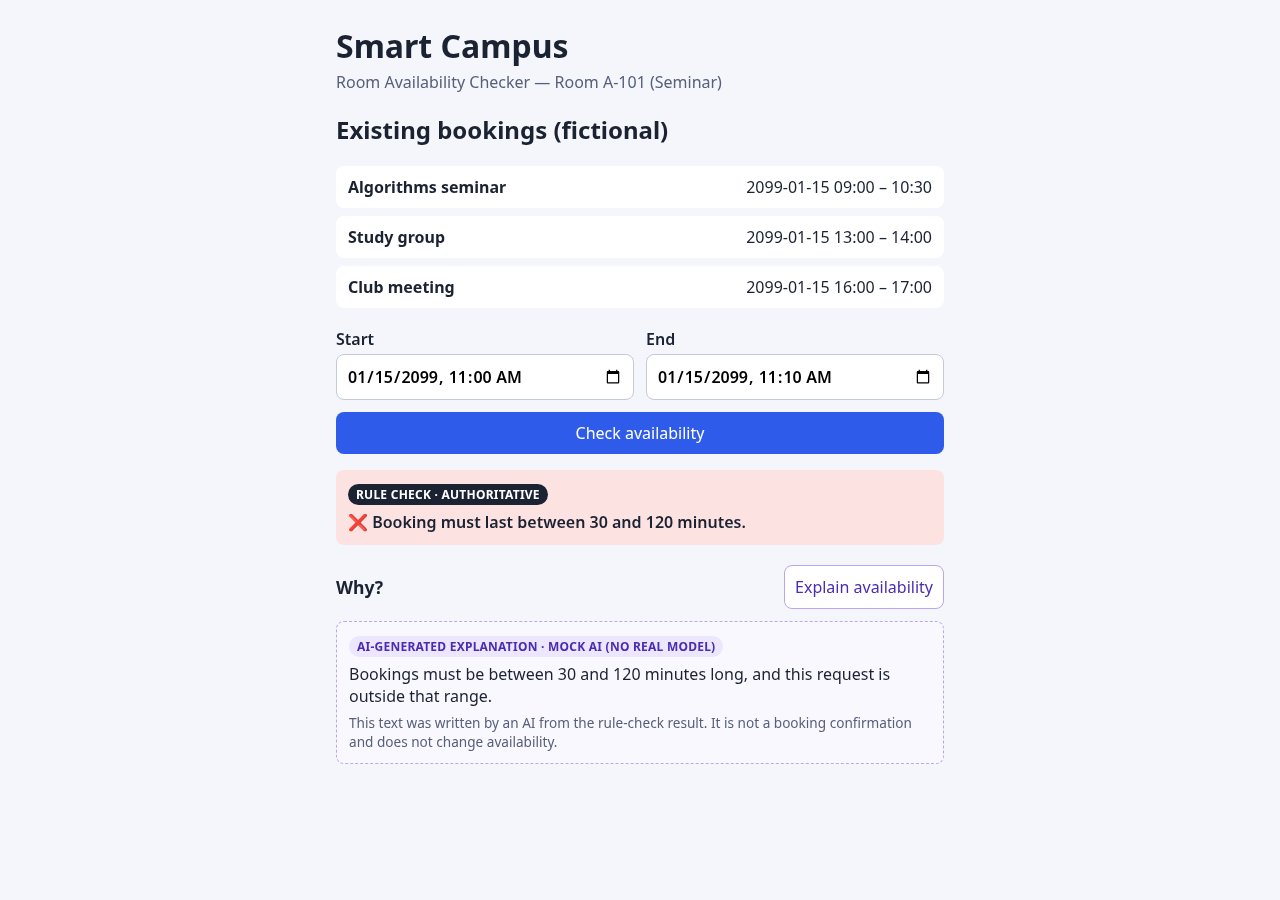 Smart Campus
Room Availability Checker — Room A-101 (Seminar)
Existing bookings (fictional)
Algorithms seminar 2099-01-15 09:00 – 10:30
Study group 2099-01-15 13:00 – 14:00
Club meeting 2099-01-15 16:00 – 17:00
Start End
01/15/2099, 11:00 AM 01/15/2099, 11:10 AM
Check availability
RULE CHECK · AUTHORITATIVE
❌ Booking must last between 30 and 120 minutes.
Why? Explain availability
AI-GENERATED EXPLANATION · MOCK AI (NO REAL MODEL)
Bookings must be between 30 and 120 minutes long, and this request is
outside that range.
This text was written by an AI from the rule-check result. It is not a booking confirmation
and does not change availability.